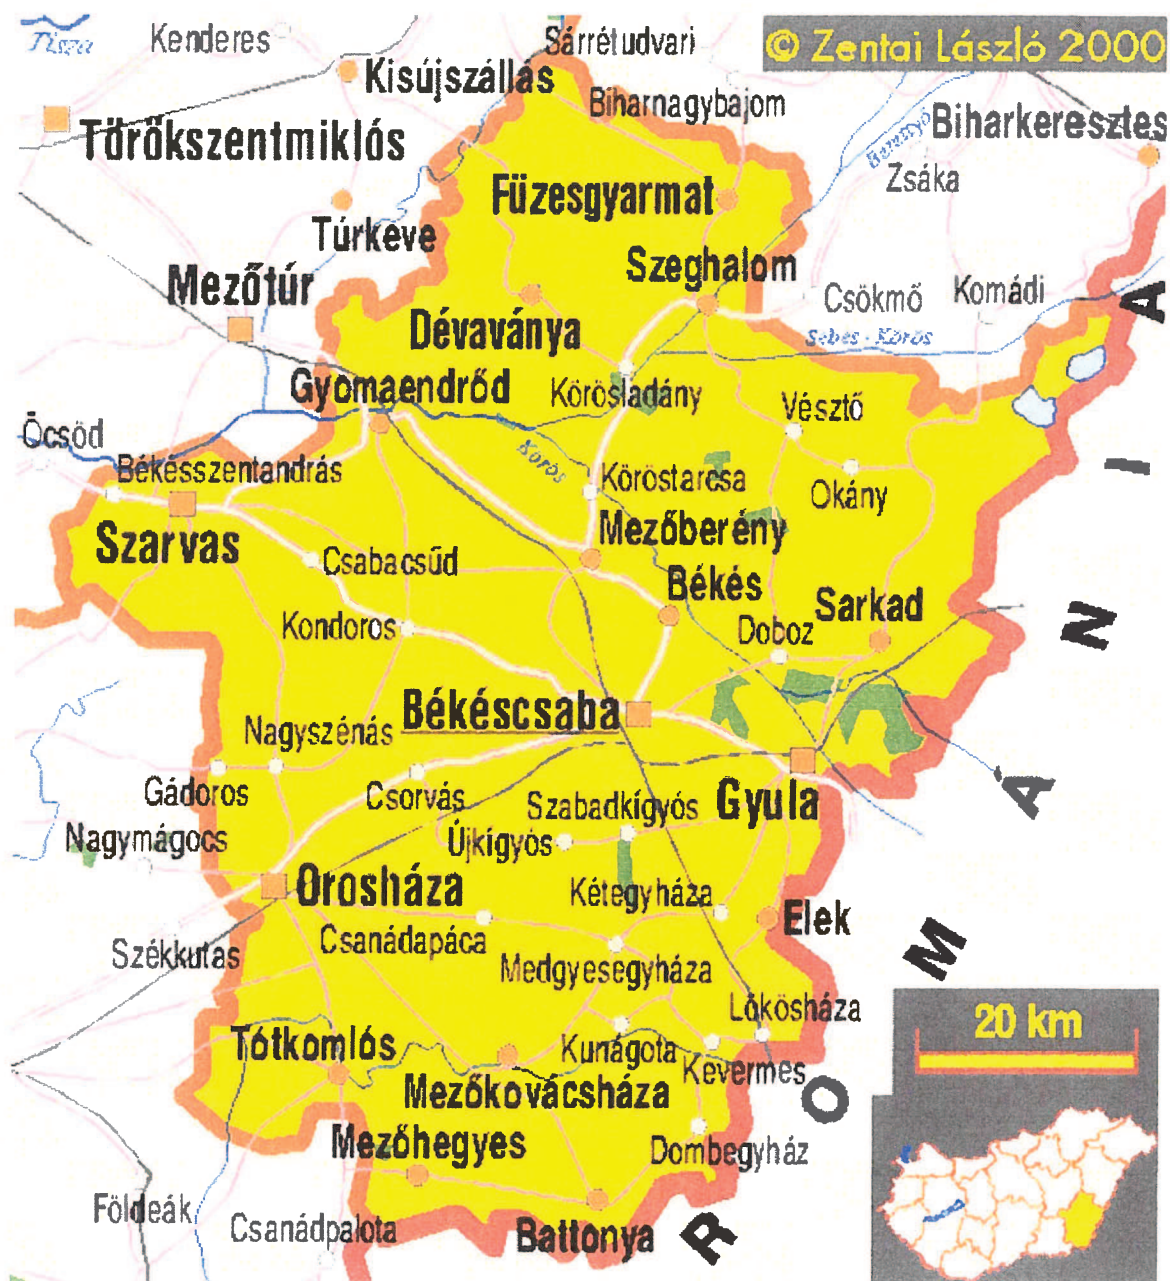 Tisza
Kenderes
Sárrétudvari
© Zentai László 2000
Kisújszállás
Biharnagybajom
Berettyó
Biharkeresztes
Törökszentmiklós
Zsáka
Füzesgyarmat
Túrkeve
Szeghalom
Mezőtúr
Csökmő
Komádi
Dévaványa
Sebes - Körös
Gyomaendrőd
Körösladány
Vésztő
Öcsöd
Körös
Békésszentandrás
Köröstarcsa
Okány
Szarvas
Mezőberény
Csabacsűd
Békés
Sarkad
Kondoros
Doboz
Békéscsaba
Nagyszénás
Gádoros
Csorvás
Szabadkígyós
Gyula
Nagymágocs
Újkígyós
Orosháza
Kétegyháza
Elek
Csanádapáca
Székkutas
Medgyesegyháza
Lőkösháza
20 km
Tótkomlós
Kunágota
Kevermes
Mezőkovácsháza
Mezőhegyes
Dombegyház
Földeák
Csanádpalota
Battonya
R O M Á N I A